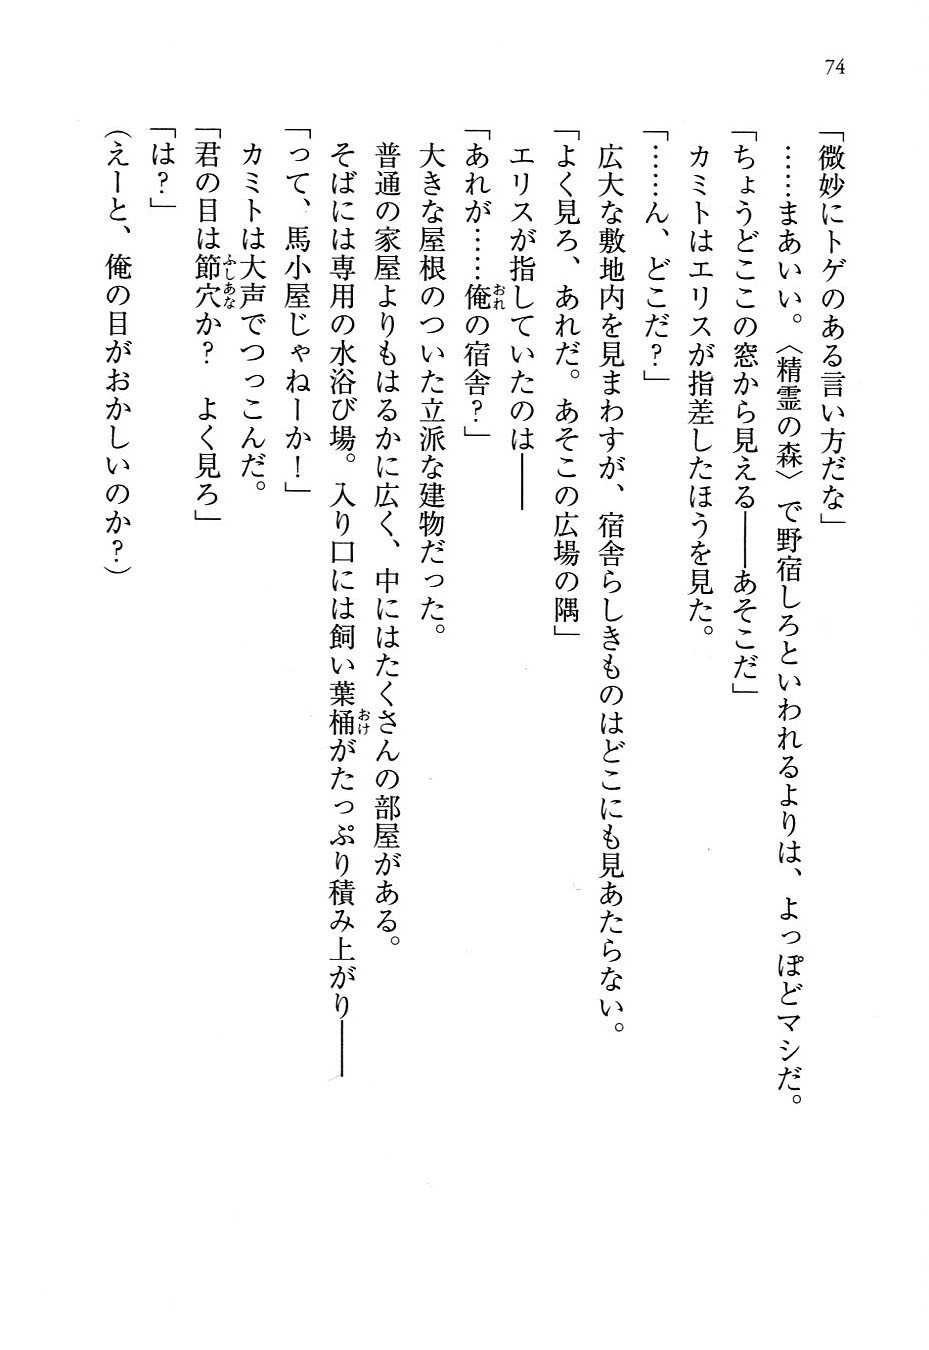 74
「微妙にトゲのある言い方だな」
……まあいい。〈精霊の森〉で野宿しろといわれるよりは、よっぽどマシだ。
「ちょうどここの窓から見える――あそこだ」
カミトはエリスが指差したほうを見た。
「……ん、どこだ?」
広大な敷地内を見まわすが、宿舎らしきものはどこにも見あたらない。
「よく見ろ、あれだ。あそこの広場の隅」
エリスが指していたのは――
「あれが……俺の宿舎?」
大きな屋根のついた立派な建物だった。
普通の家屋よりもはるかに広く、中にはたくさんの部屋がある。
そばには専用の水浴び場。入り口には飼い葉桶がたっぷり積み上がり――
「って、馬小屋じゃねーか!」
カミトは大声でつっこんだ。
「君の目は節穴か?　よく見ろ」
「は?」
(えーと、俺の目がおかしいのか?)